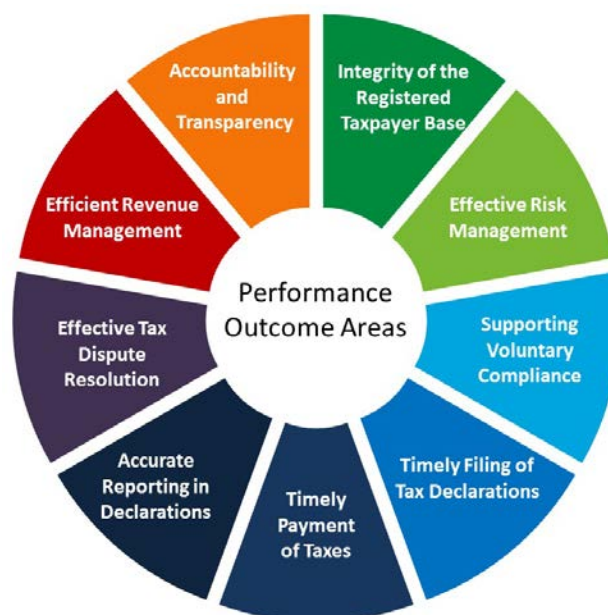 Performance
Outcome Areas
Integrity of the
Registered
Taxpayer Base
Effective Risk
Management
Supporting
Voluntary
Compliance
Timely Filing of
Tax Declarations
Timely
Payment
of Taxes
Accurate
Reporting in
Declarations
Effective Tax
Dispute
Resolution
Efficient Revenue
Management
Accountability
and
Transparency